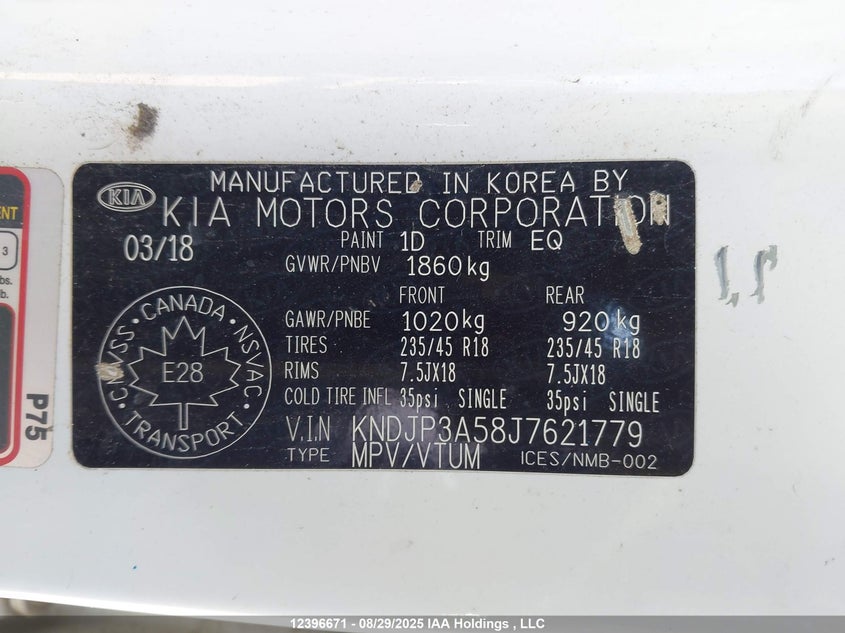 KIA
MANUFACTURED IN KOREA BY
KIA MOTORS CORPORATION
03/18 PAINT 1D TRIM EQ
GVWR/PNBV 1860kg
FRONT REAR
GAWR/PNBE 1020kg 920kg
TIRES 235/45 R18 235/45 R18
RIMS 7.5JX18 7.5JX18
COLD TIRE INFL 35psi SINGLE 35psi SINGLE
V.I.N KNDJP3A58J7621779
TYPE MPV/VTUM ICES/NMB-002
CANADA
CMVSS · NSVAC
E28
TRANSPORT
3
P75
12396671 - 08/29/2025 IAA Holdings , LLC